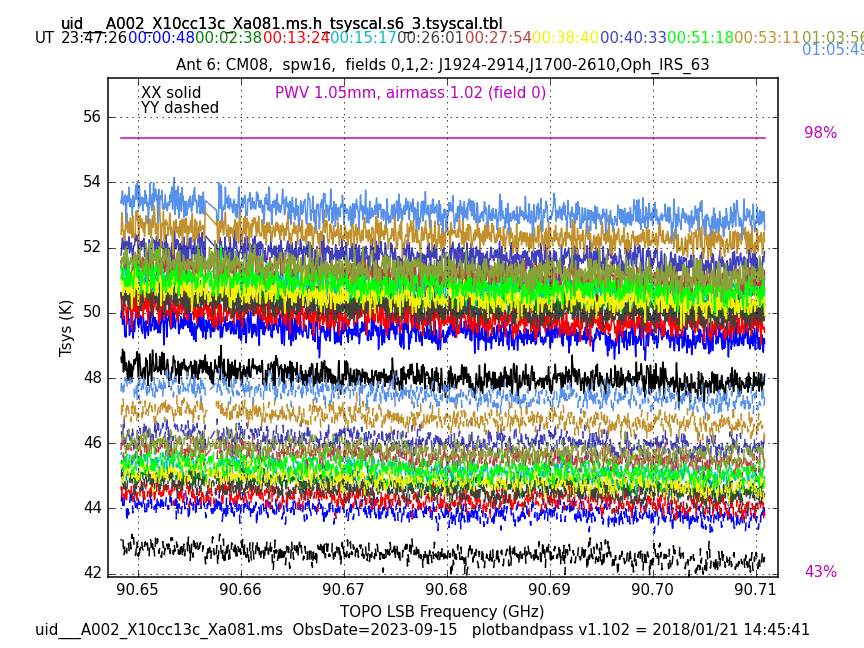 uid___A002_X10cc13c_Xa081.ms.h_tsyscal.s6_3.tsyscal.tbl
UT 23:47:26 00:00:48 00:02:38 00:13:24 00:15:17 00:26:01 00:27:54 00:38:40 00:40:33 00:51:18 00:53:11 01:03:56
01:05:49
Ant 6: CM08,  spw16,  fields 0,1,2: J1924-2914,J1700-2610,Oph_IRS_63
XX solid PWV 1.05mm, airmass 1.02 (field 0)
YY dashed
56
98%
54
52
50
Tsys (K)
48
46
44
42
43%
90.65 90.66 90.67 90.68 90.69 90.70 90.71
TOPO LSB Frequency (GHz)
uid___A002_X10cc13c_Xa081.ms  ObsDate=2023-09-15   plotbandpass v1.102 = 2018/01/21 14:45:41